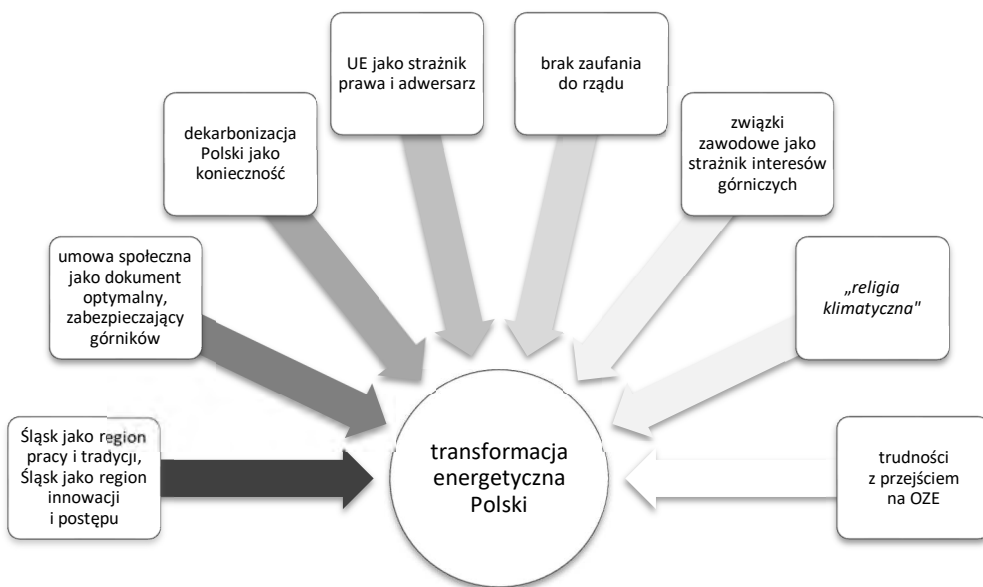 UE jako strażnik
prawa i adwersarz
brak zaufania
do rządu
dekarbonizacja
Polski jako
konieczność
związki
zawodowe jako
strażnik interesów
górniczych
umowa społeczna
jako dokument
optymalny,
zabezpieczający
górników
„religia
klimatyczna"
Śląsk jako region
pracy i tradycji,
Śląsk jako region
innowacji
i postępu
transformacja
energetyczna
Polski
trudności
z przejściem
na OZE